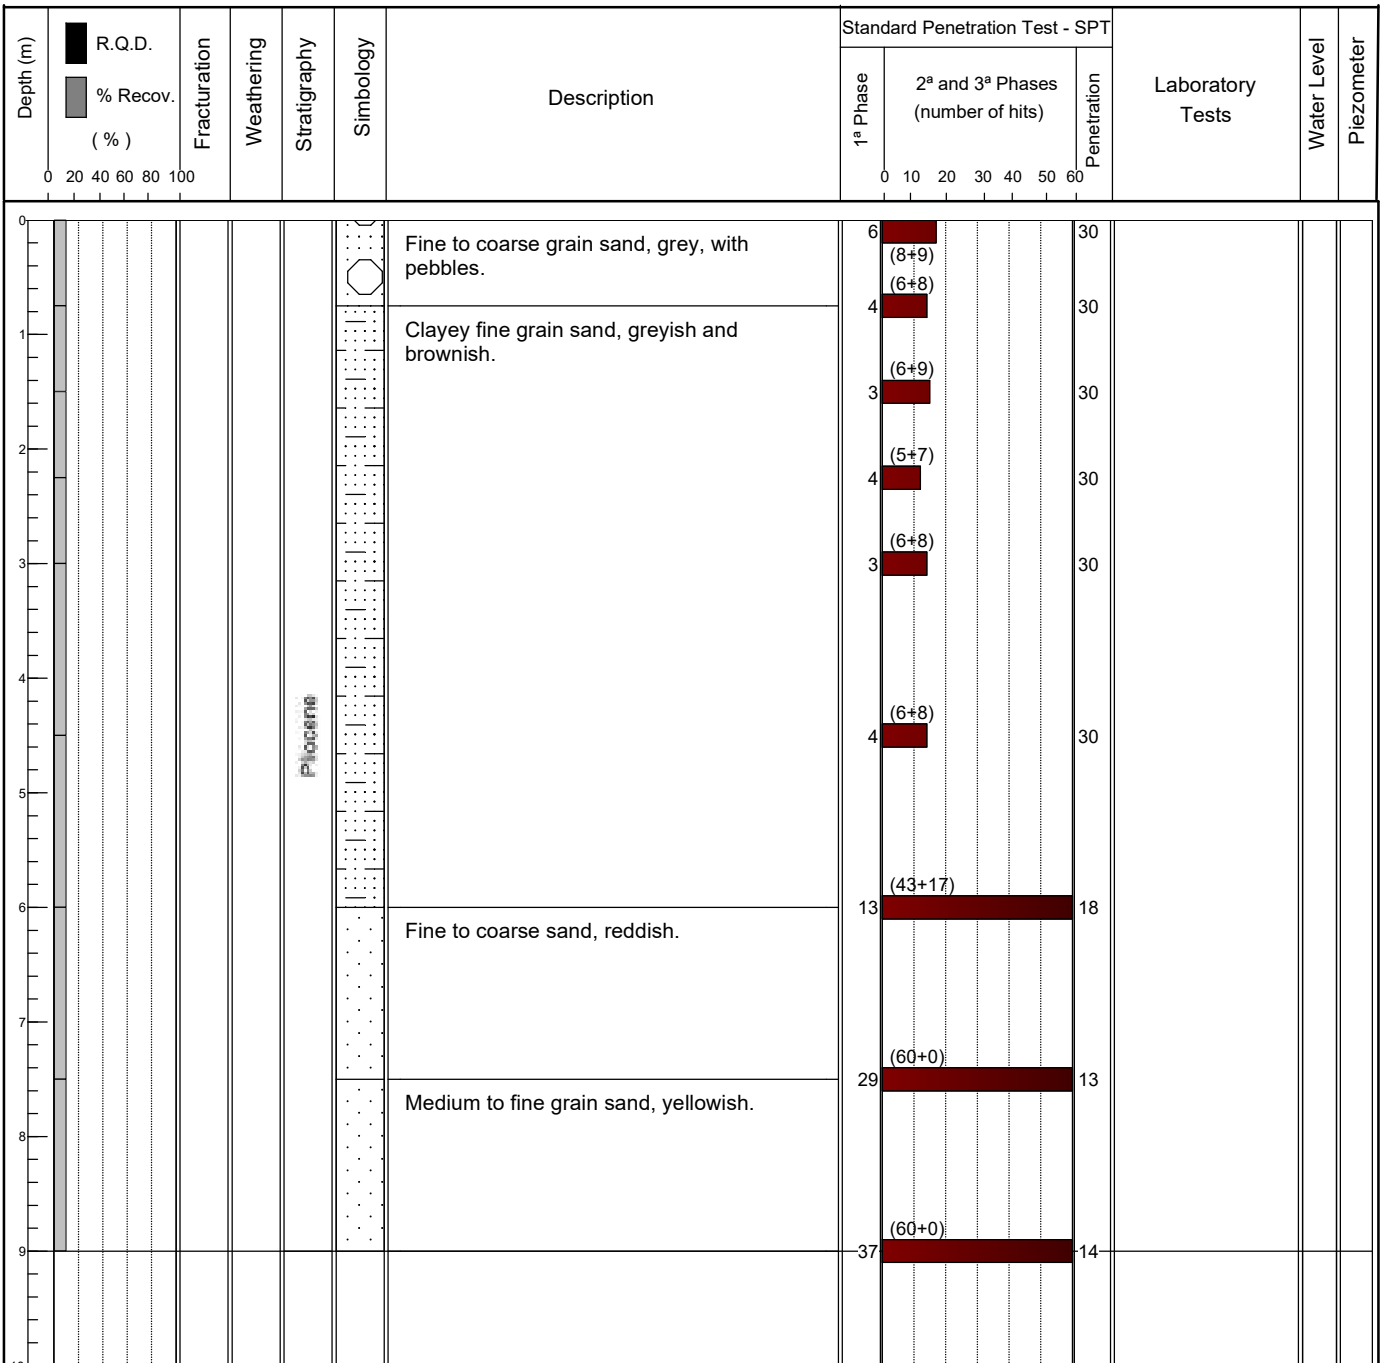 Depth (m)
R.Q.D.
% Recov.
( % )
0 20 40 60 80 100
Fracturation
Weathering
Stratigraphy
Simbology
Description
Standard Penetration Test - SPT
1ª Phase
2ª and 3ª Phases
(number of hits)
0 10 20 30 40 50 60
Penetration
Laboratory
Tests
Water Level
Piezometer
0
Fine to coarse grain sand, grey, with
pebbles.
6
(8+9)
30
(6+8)
4
30
1
Clayey fine grain sand, greyish and
brownish.
(6+9)
3
30
2
(5+7)
4
30
(6+8)
3
3
30
4
Pliocene
(6+8)
4
30
5
(43+17)
6
13
18
Fine to coarse sand, reddish.
7
(60+0)
29
13
Medium to fine grain sand, yellowish.
8
(60+0)
9
37
14